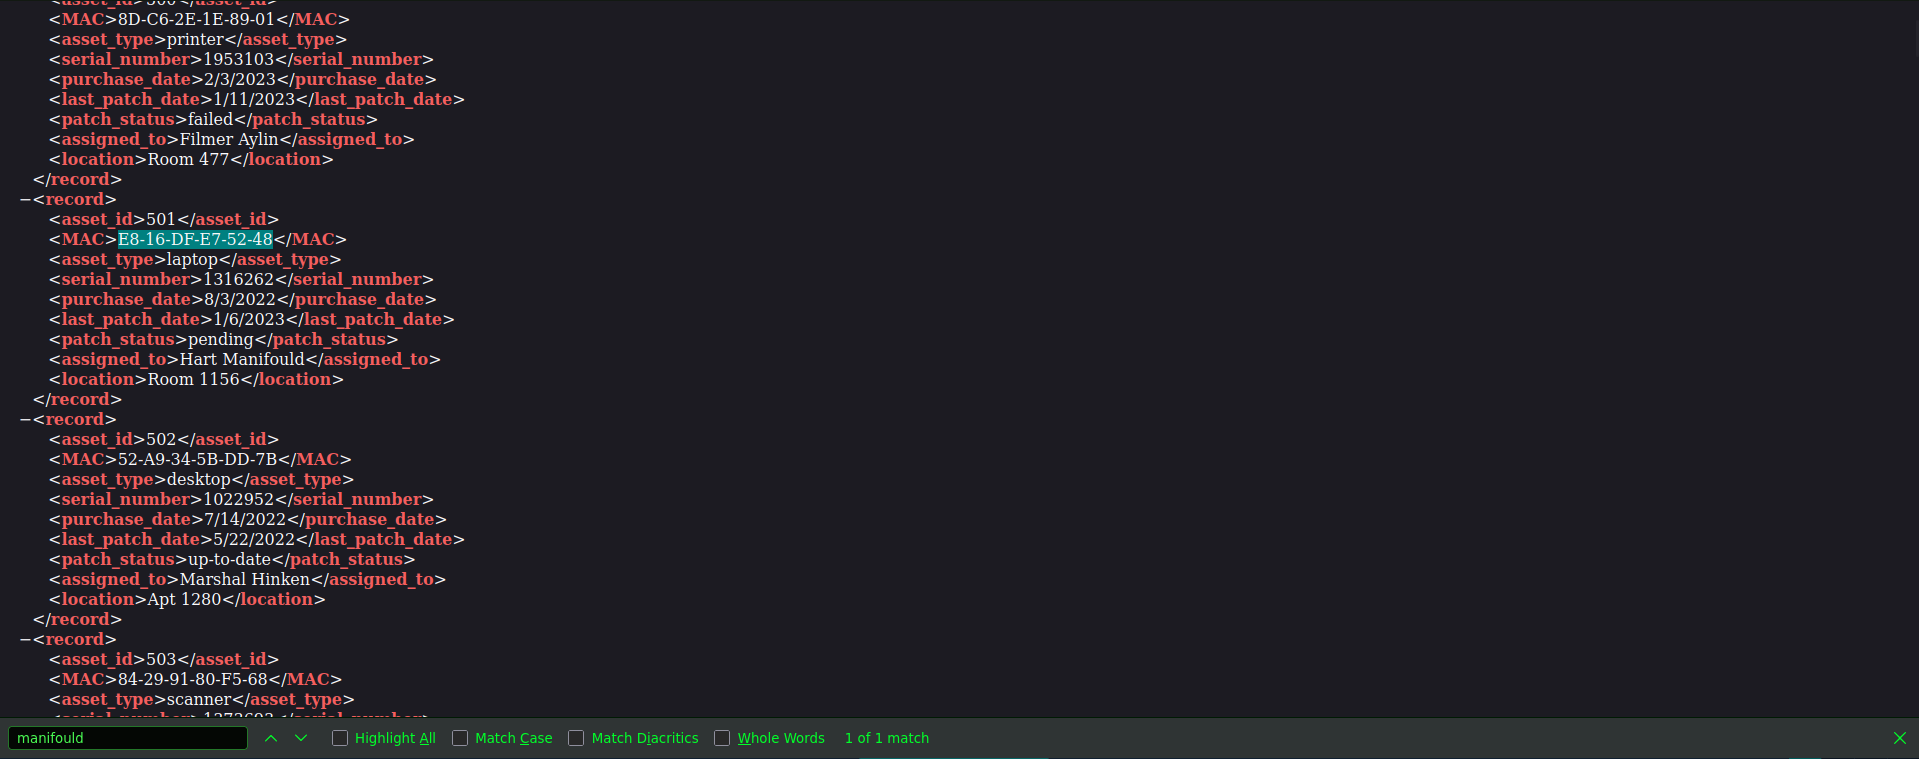 <asset_id>500</asset_id>
<MAC>8D-C6-2E-1E-89-01</MAC>
<asset_type>printer</asset_type>
<serial_number>1953103</serial_number>
<purchase_date>2/3/2023</purchase_date>
<last_patch_date>1/11/2023</last_patch_date>
<patch_status>failed</patch_status>
<assigned_to>Filmer Aylin</assigned_to>
<location>Room 477</location>
</record>
−<record>
<asset_id>501</asset_id>
<MAC>E8-16-DF-E7-52-48</MAC>
<asset_type>laptop</asset_type>
<serial_number>1316262</serial_number>
<purchase_date>8/3/2022</purchase_date>
<last_patch_date>1/6/2023</last_patch_date>
<patch_status>pending</patch_status>
<assigned_to>Hart Manifould</assigned_to>
<location>Room 1156</location>
</record>
−<record>
<asset_id>502</asset_id>
<MAC>52-A9-34-5B-DD-7B</MAC>
<asset_type>desktop</asset_type>
<serial_number>1022952</serial_number>
<purchase_date>7/14/2022</purchase_date>
<last_patch_date>5/22/2022</last_patch_date>
<patch_status>up-to-date</patch_status>
<assigned_to>Marshal Hinken</assigned_to>
<location>Apt 1280</location>
</record>
−<record>
<asset_id>503</asset_id>
<MAC>84-29-91-80-F5-68</MAC>
<asset_type>scanner</asset_type>
manifould Highlight All Match Case Match Diacritics Whole Words 1 of 1 match